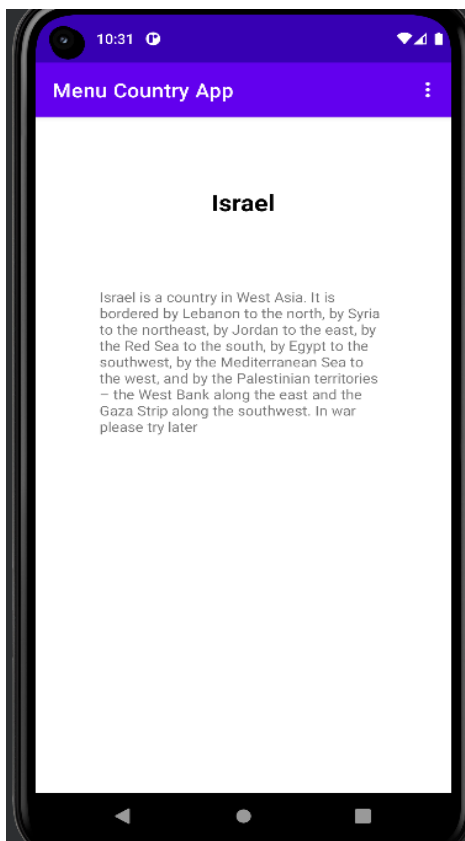 10:31
Menu Country App
Israel
Israel is a country in West Asia. It is
bordered by Lebanon to the north, by Syria
to the northeast, by Jordan to the east, by
the Red Sea to the south, by Egypt to the
southwest, by the Mediterranean Sea to
the west, and by the Palestinian territories
– the West Bank along the east and the
Gaza Strip along the southwest. In war
please try later